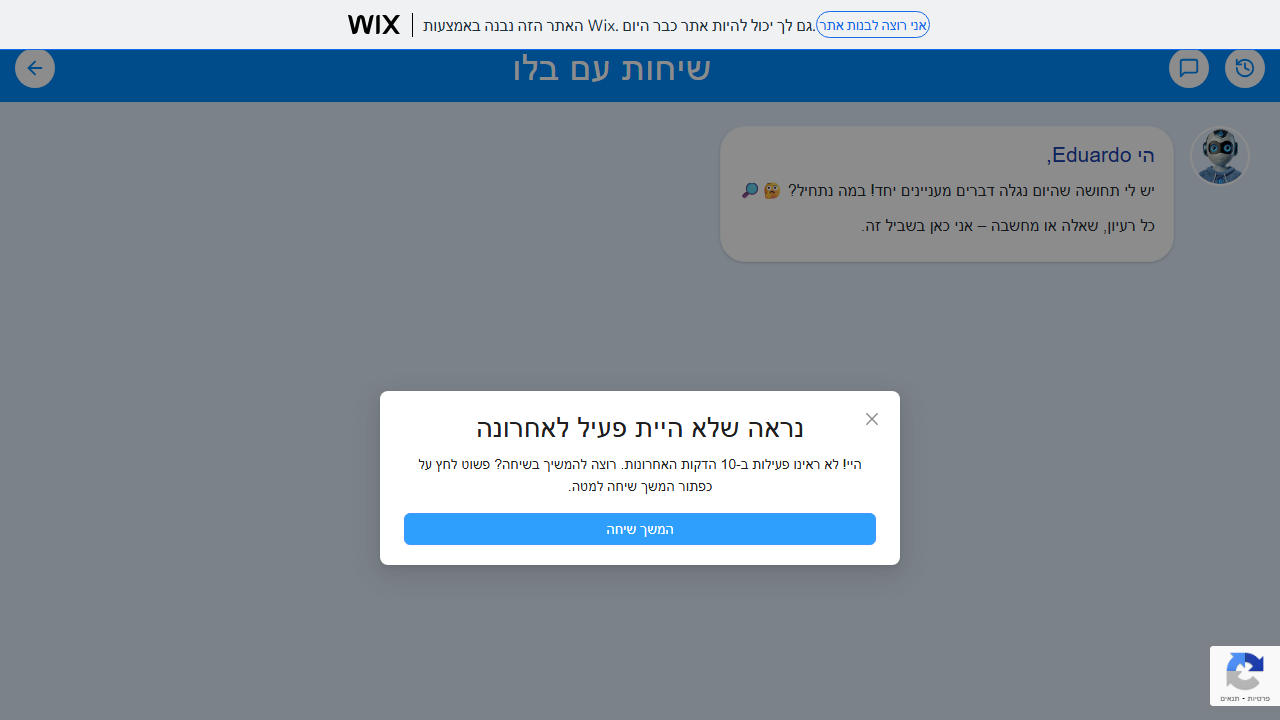 WIX האתר הזה נבנה באמצעות Wix. גם לך יכול להיות אתר כבר היום. אני רוצה לבנות אתר
שיחות עם בלו
הי Eduardo,
יש לי תחושה שהיום נגלה דברים מעניינים יחד! במה נתחיל? 🤔 🔎
כל רעיון, שאלה או מחשבה – אני כאן בשביל זה.
נראה שלא היית פעיל לאחרונה
היי! לא ראינו פעילות ב-10 הדקות האחרונות. רוצה להמשיך בשיחה? פשוט לחץ על
כפתור המשך שיחה למטה.
המשך שיחה
פרטיות - תנאים